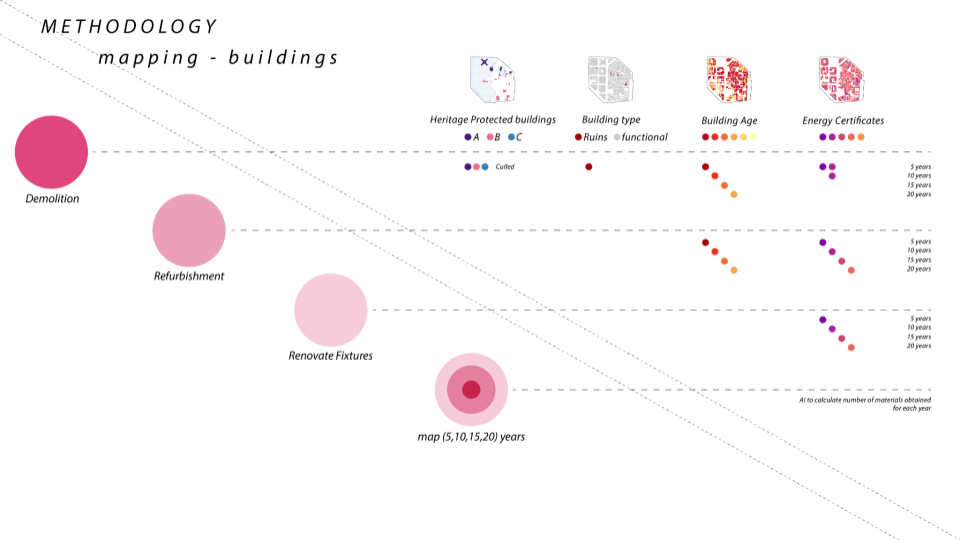 METHODOLOGY
mapping - buildings
Heritage Protected buildings
A B C
Building type
Ruins functional
Building Age
Energy Certificates
Culled
5 years
10 years
15 years
20 years
Demolition
5 years
10 years
15 years
20 years
Refurbishment
5 years
10 years
15 years
20 years
Renovate Fixtures
AI to calculate number of materials obtained
for each year
map (5,10,15,20) years